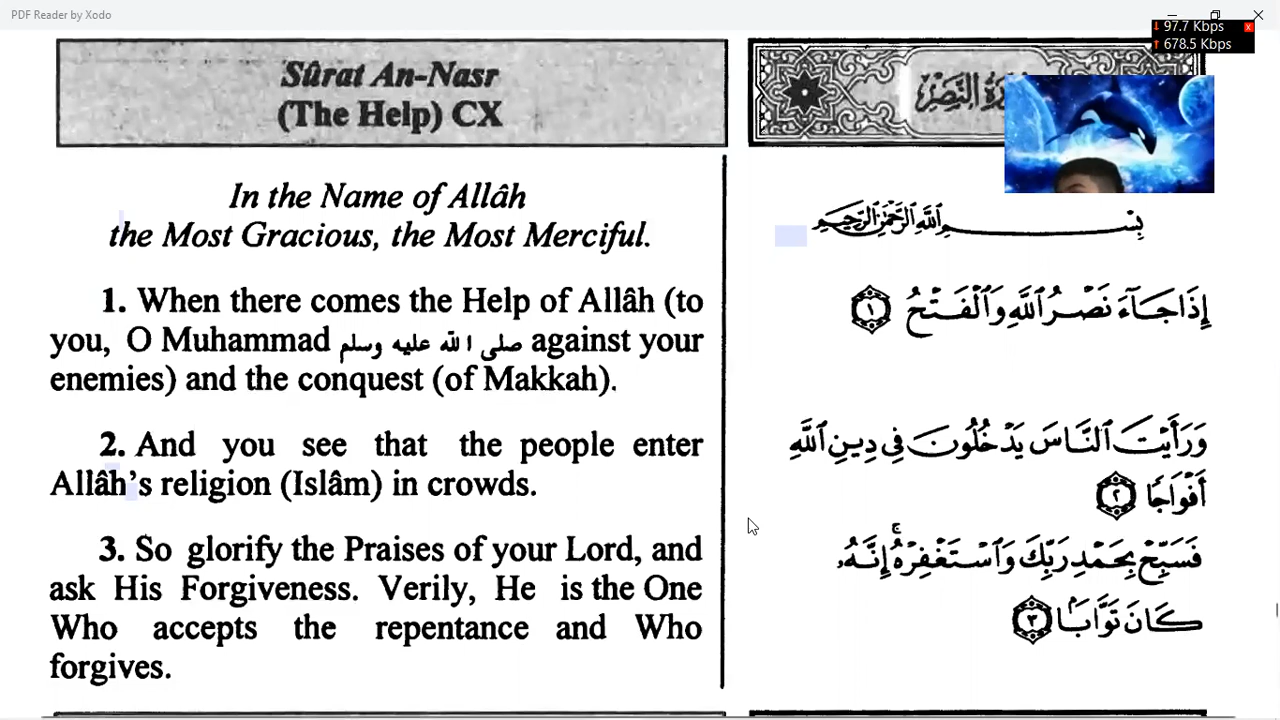 PDF Reader by Xodo
97.7 Kbps
678.5 Kbps
Sûrat An-Nasr
(The Help) CX
In the Name of Allâh
the Most Gracious, the Most Merciful.
1. When there comes the Help of Allâh (to
you, O Muhammad صلى الله عليه وسلم against your
enemies) and the conquest (of Makkah).
2. And you see that the people enter
Allâh's religion (Islâm) in crowds.
3. So glorify the Praises of your Lord, and
ask His Forgiveness. Verily, He is the One
Who accepts the repentance and Who
forgives.
النَّصْرِ
بِسْمِ ٱللَّهِ ٱلرَّحْمَٰنِ ٱلرَّحِيمِ
إِذَا جَآءَ نَصْرُ ٱللَّهِ وَٱلْفَتْحُ ١
وَرَأَيْتَ ٱلنَّاسَ يَدْخُلُونَ فِى دِينِ ٱللَّهِ
أَفْوَاجًا ٢
فَسَبِّحْ بِحَمْدِ رَبِّكَ وَٱسْتَغْفِرْهُ ۚ إِنَّهُۥ
كَانَ تَوَّابًۢا ٣